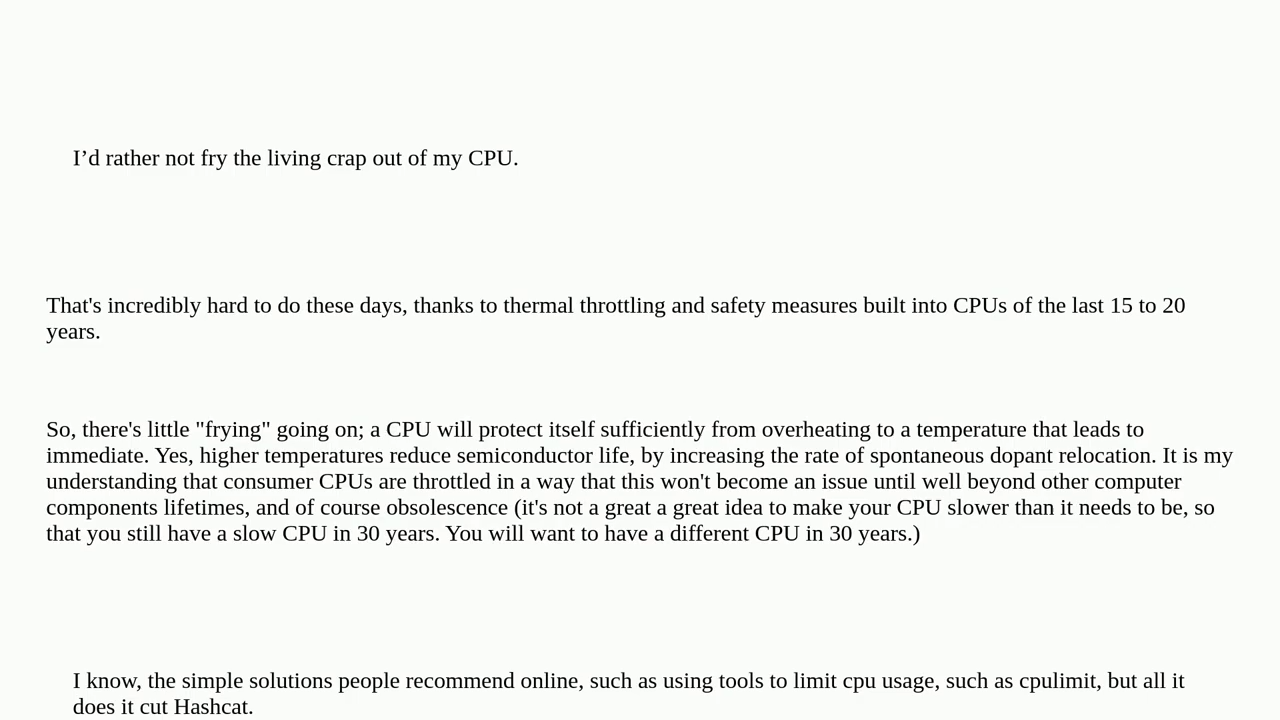 I’d rather not fry the living crap out of my CPU.
That's incredibly hard to do these days, thanks to thermal throttling and safety measures built into CPUs of the last 15 to 20
years.
So, there's little "frying" going on; a CPU will protect itself sufficiently from overheating to a temperature that leads to
immediate. Yes, higher temperatures reduce semiconductor life, by increasing the rate of spontaneous dopant relocation. It is my
understanding that consumer CPUs are throttled in a way that this won't become an issue until well beyond other computer
components lifetimes, and of course obsolescence (it's not a great a great idea to make your CPU slower than it needs to be, so
that you still have a slow CPU in 30 years. You will want to have a different CPU in 30 years.)
I know, the simple solutions people recommend online, such as using tools to limit cpu usage, such as cpulimit, but all it
does it cut Hashcat.